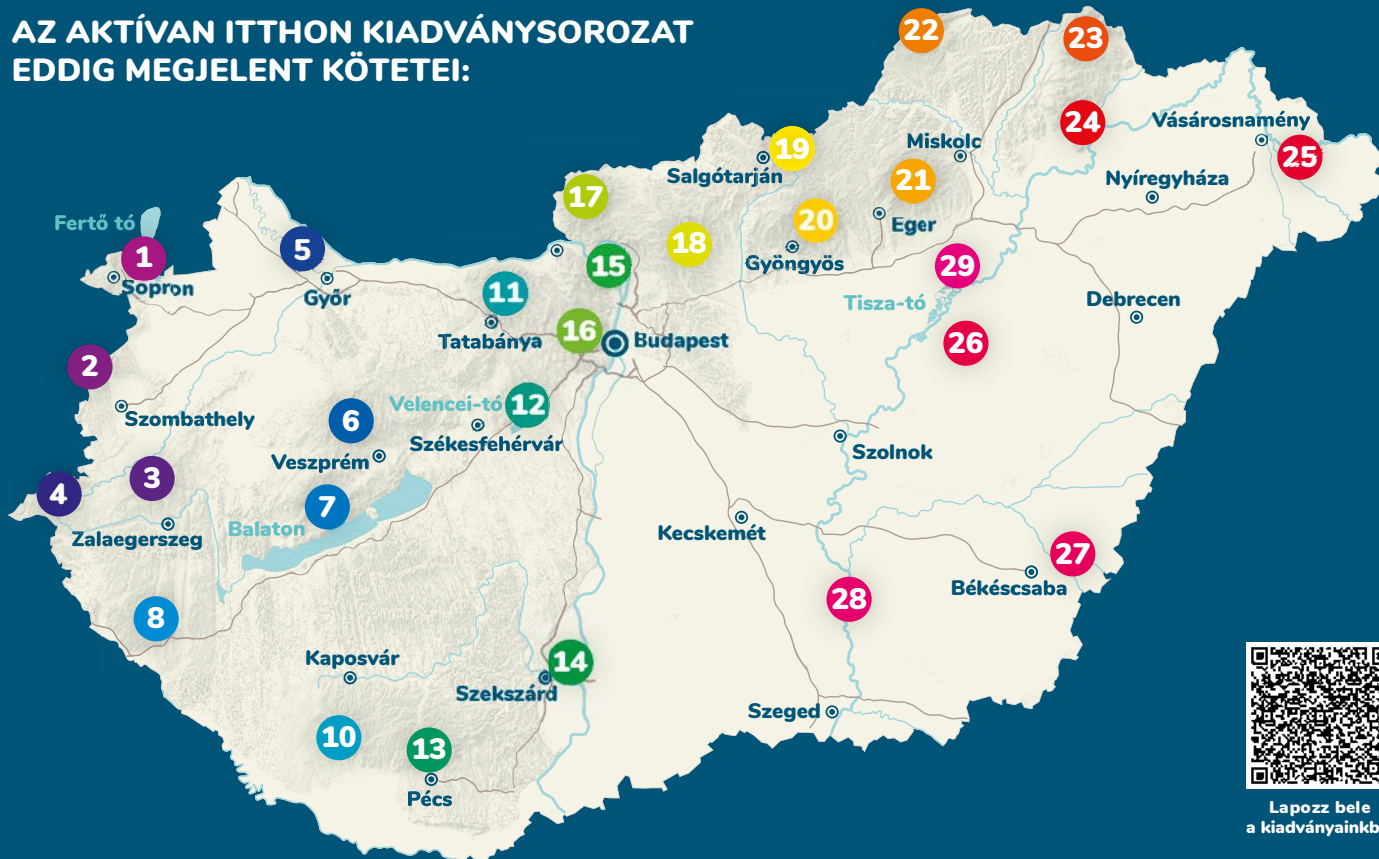 AZ AKTÍVAN ITTHON KIADVÁNYSOROZAT
EDDIG MEGJELENT KÖTETEI:
22
23
24
Vásárosnamény
25
19
Salgótarján
Miskolc
21
Nyíregyháza
17
20
Eger
Fertő tó
1
Sopron
5
Győr
18
Gyöngyös
15
29
11
Tatabánya
Tisza-tó
Debrecen
16
Budapest
26
2
Szombathely
Velencei-tó
12
6
Székesfehérvár
Veszprém
Szolnok
3
4
7
Zalaegerszeg
Balaton
Kecskemét
27
Békéscsaba
28
8
Kaposvár
14
Szekszárd
Szeged
10
13
Pécs
Lapozz bele
a kiadványainkb